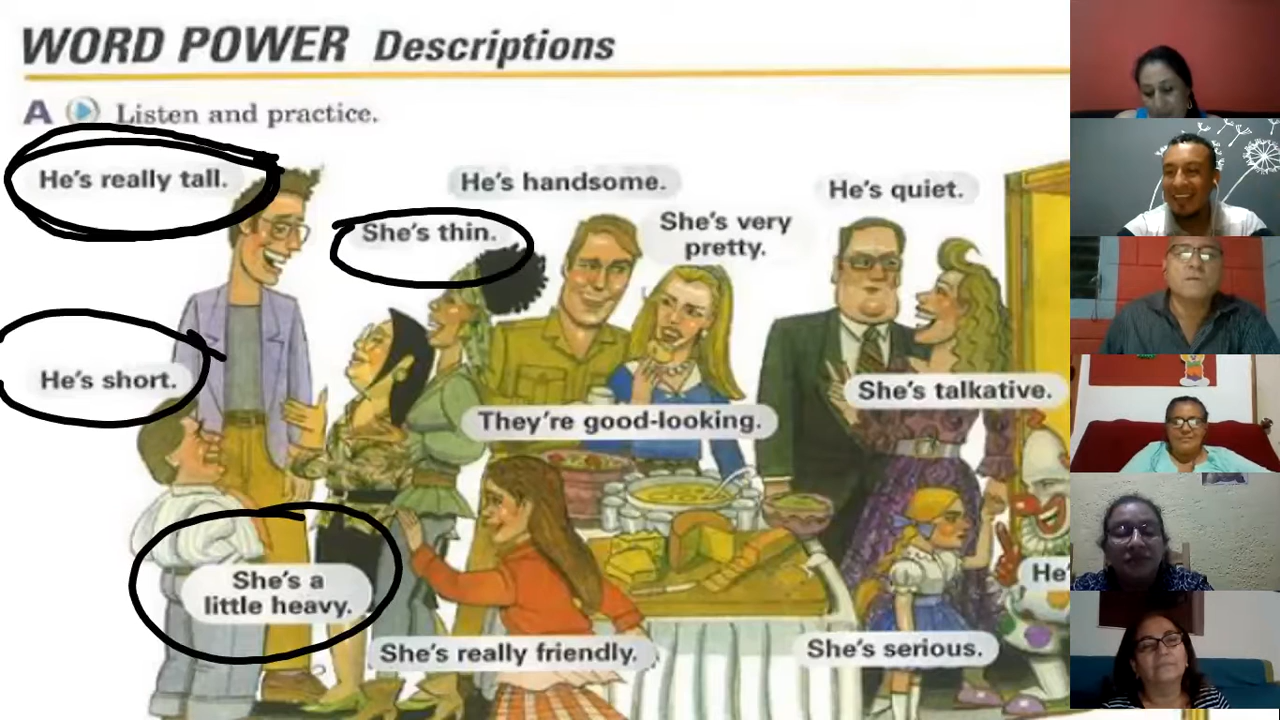 WORD POWER Descriptions
A Listen and practice.
He's really tall.
He's handsome.
He's quiet.
She's thin.
She's very
pretty.
He's short.
She's talkative.
They're good-looking.
She's a
little heavy.
He'
She's really friendly.
She's serious.